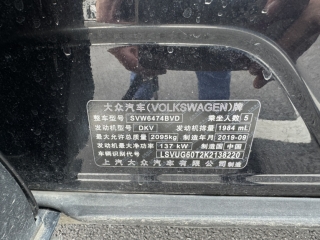 大众汽车(VOLKSWAGEN)牌
整车型号 SVW6474BVD 乘坐人数 5
发动机型号 DKV 发动机排量 1984 mL
最大允许总质量 2095kg 制造年月 2019-09
发动机最大净功率 137 kW 制造国 中国
车辆识别代号 LSVUG60T2K2138220
上汽大众汽车有限公司制造